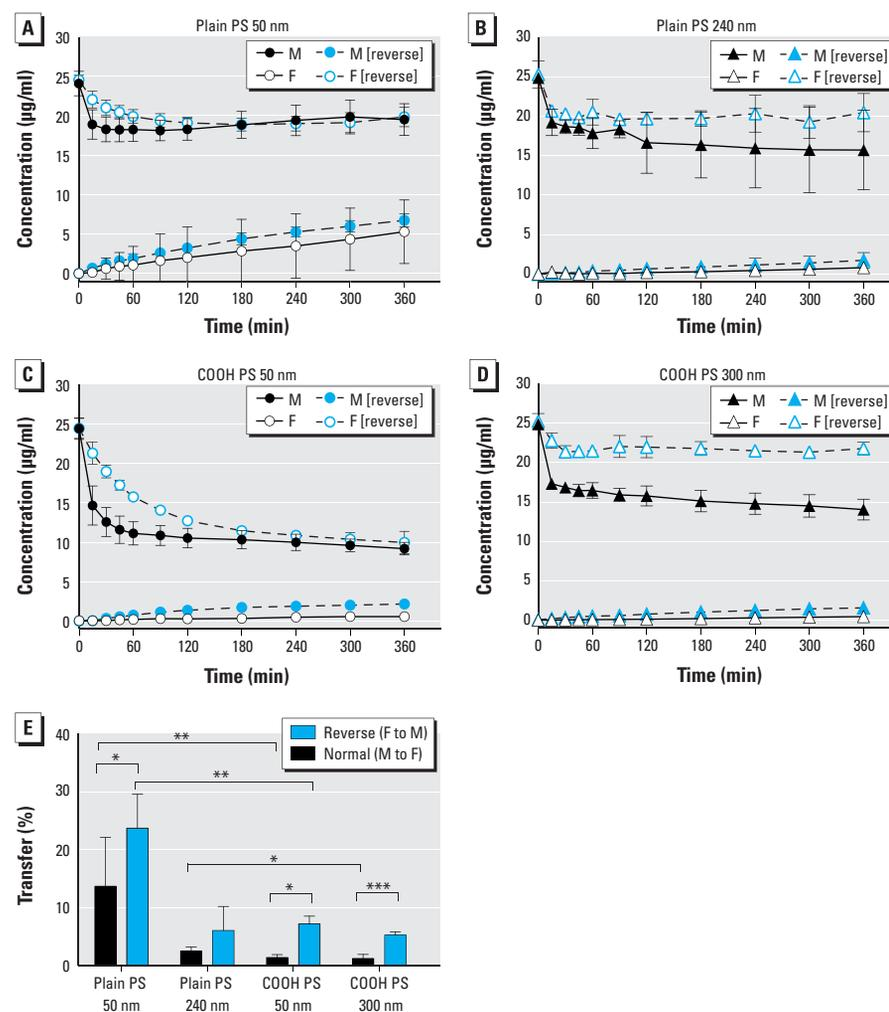 A
Plain PS 50 nm
M M [reverse]
F F [reverse]
Concentration (µg/ml)
30
25
20
15
10
5
0
0 60 120 180 240 300 360
Time (min)
B
Plain PS 240 nm
M M [reverse]
F F [reverse]
Concentration (µg/ml)
30
25
20
15
10
5
0
0 60 120 180 240 300 360
Time (min)
C
COOH PS 50 nm
M M [reverse]
F F [reverse]
Concentration (µg/ml)
30
25
20
15
10
5
0
0 60 120 180 240 300 360
Time (min)
D
COOH PS 300 nm
M M [reverse]
F F [reverse]
Concentration (µg/ml)
30
25
20
15
10
5
0
0 60 120 180 240 300 360
Time (min)
E
Reverse (F to M)
Normal (M to F)
Transfer (%)
40
30
20
10
0
**
*
**
*
*
***
Plain PS Plain PS COOH PS COOH PS
50 nm 240 nm 50 nm 300 nm